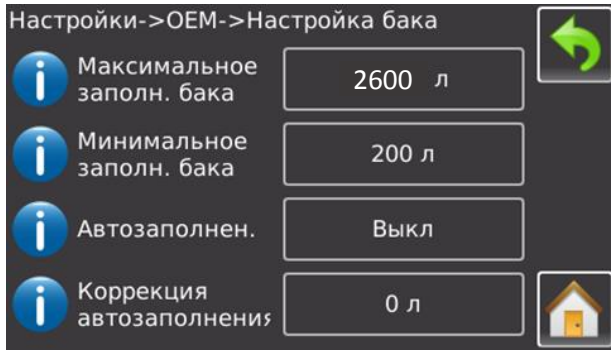 Настройки->OEM->Настройка бака
Максимальное
заполн. бака
2600 л
Минимальное
заполн. бака
200 л
Автозаполнен.
Выкл
Коррекция
автозаполнения
0 л